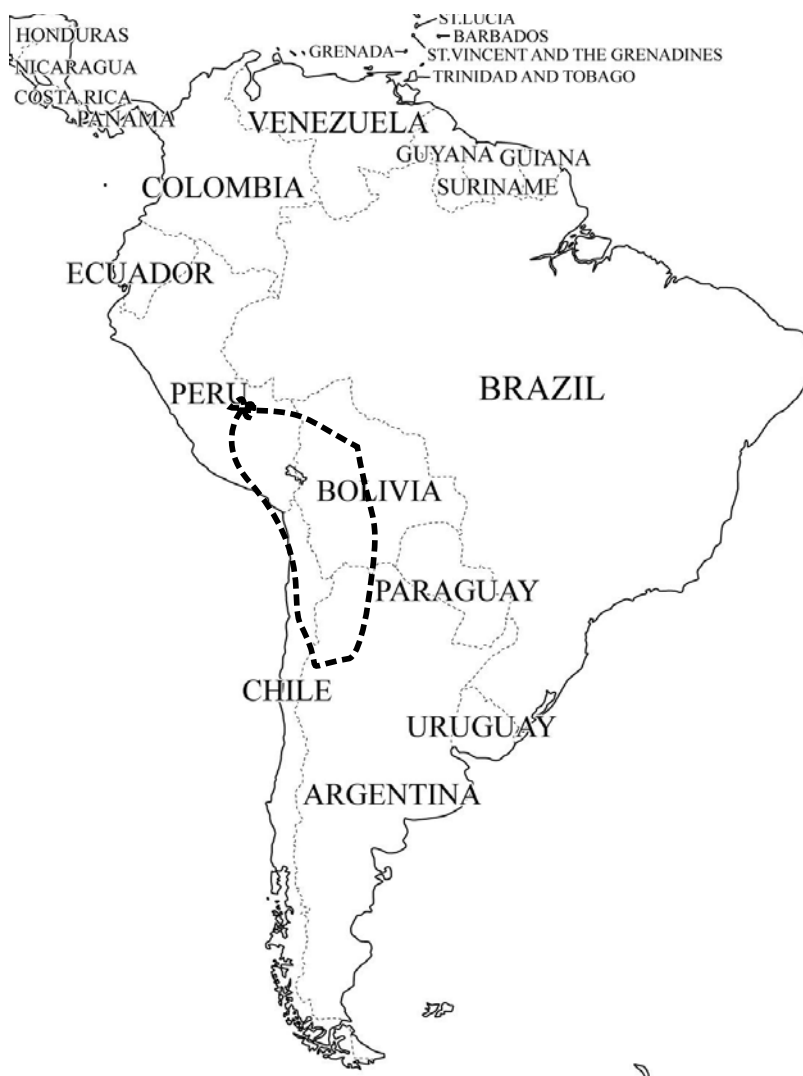 ST.LUCIA
HONDURAS
BARBADOS
GRENADA
ST.VINCENT AND THE GRENADINES
NICARAGUA
TRINIDAD AND TOBAGO
COSTA RICA
PANAMA
VENEZUELA
GUYANA
GUIANA
COLOMBIA
SURINAME
ECUADOR
PERU
BRAZIL
BOLIVIA
PARAGUAY
CHILE
URUGUAY
ARGENTINA